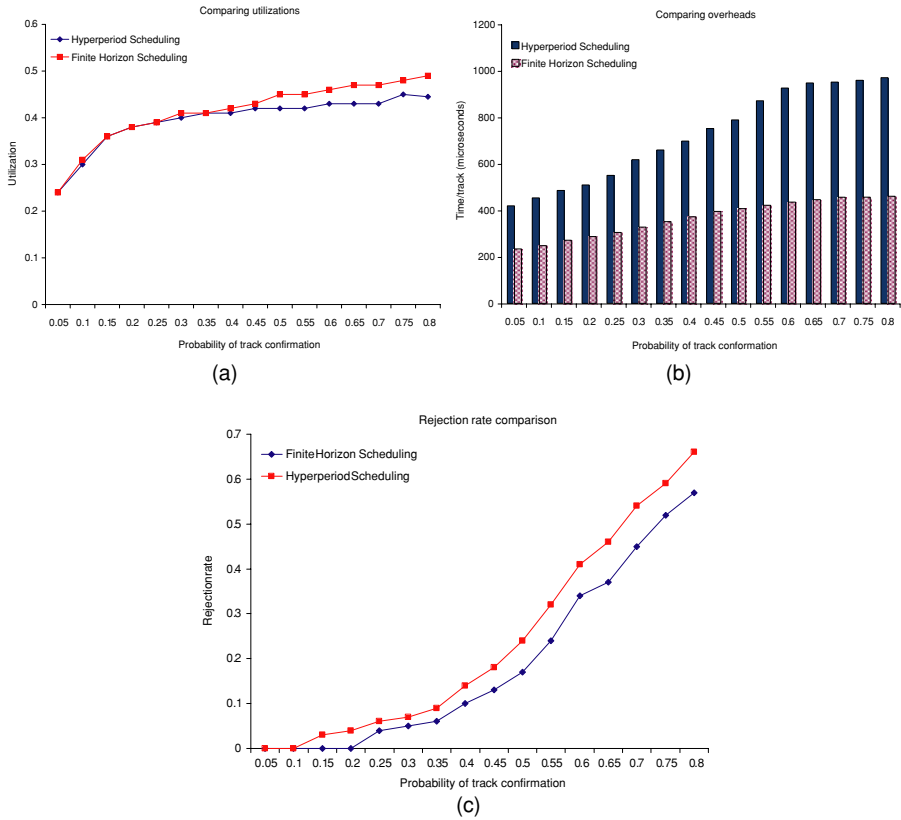 Comparing utilizations
0.6
0.5
0.4
0.3
0.2
0.1
0
Utilization
Hyperperiod Scheduling
Finite Horizon Scheduling
0.05 0.1 0.15 0.2 0.25 0.3 0.35 0.4 0.45 0.5 0.55 0.6 0.65 0.7 0.75 0.8
Probability of track confirmation
(a)
Comparing overheads
1200
1000
800
600
400
200
0
Time/track (microseconds)
Hyperperiod Scheduling
Finite Horizon Scheduling
0.05 0.1 0.15 0.2 0.25 0.3 0.35 0.4 0.45 0.5 0.55 0.6 0.65 0.7 0.75 0.8
Probability of track conformation
(b)
Rejection rate comparison
0.7
0.6
0.5
0.4
0.3
0.2
0.1
0
Rejectionrate
FiniteHorizon Scheduling
HyperperiodScheduling
0.05 0.1 0.15 0.2 0.25 0.3 0.35 0.4 0.45 0.5 0.55 0.6 0.65 0.7 0.75 0.8
Probability of track confirmation
(c)